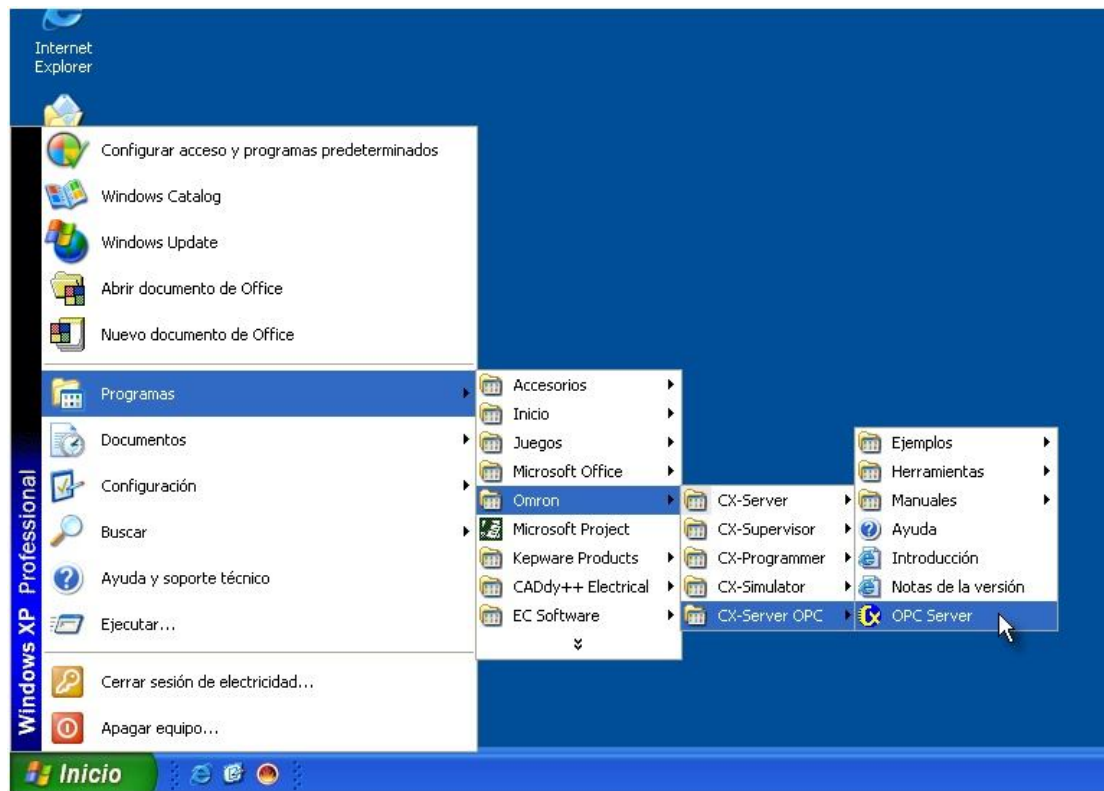 Internet
Explorer
Configurar acceso y programas predeterminados
Windows Catalog
Windows Update
Abrir documento de Office
Nuevo documento de Office
Programas
Documentos
Configuración
Buscar
Ayuda y soporte técnico
Ejecutar...
Cerrar sesión de electricidad...
Apagar equipo...
Windows XP Professional
Accesorios
Inicio
Juegos
Microsoft Office
Omron
Microsoft Project
Kepware Products
CADdy++ Electrical
EC Software
CX-Server
CX-Supervisor
CX-Programmer
CX-Simulator
CX-Server OPC
Ejemplos
Herramientas
Manuales
Ayuda
Introducción
Notas de la versión
OPC Server
Inicio